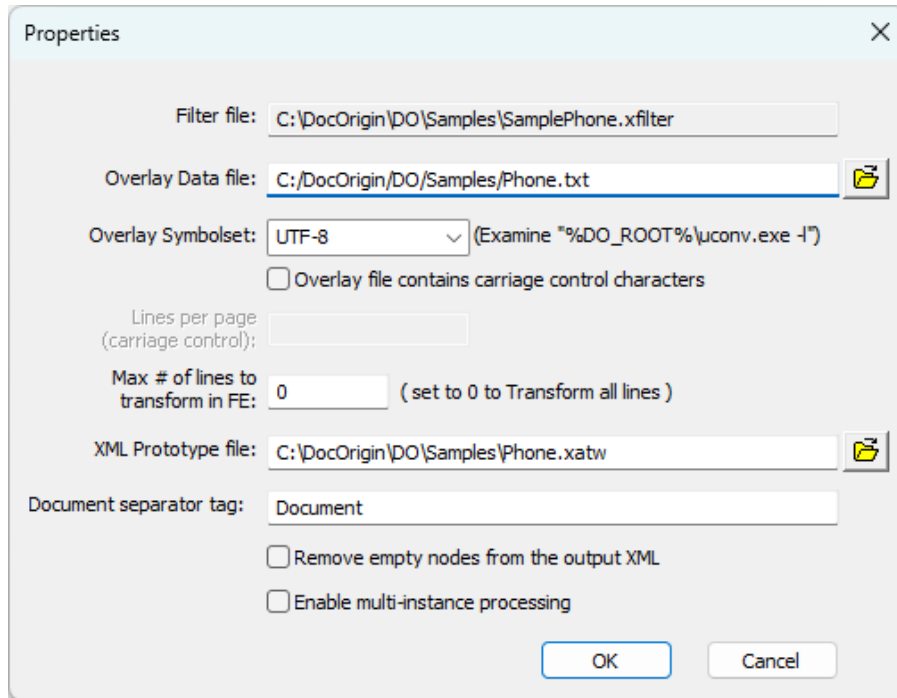 Properties
Filter file: C:\DocOrigin\DO\Samples\SamplePhone.xfilter
Overlay Data file: C:/DocOrigin/DO/Samples/Phone.txt
Overlay Symbolset: UTF-8 (Examine "%DO_ROOT%\uconv.exe -l")
Overlay file contains carriage control characters
Lines per page
(carriage control):
Max # of lines to
transform in FE: 0 ( set to 0 to Transform all lines )
XML Prototype file: C:\DocOrigin\DO\Samples\Phone.xatw
Document separator tag: Document
Remove empty nodes from the output XML
Enable multi-instance processing
OK Cancel